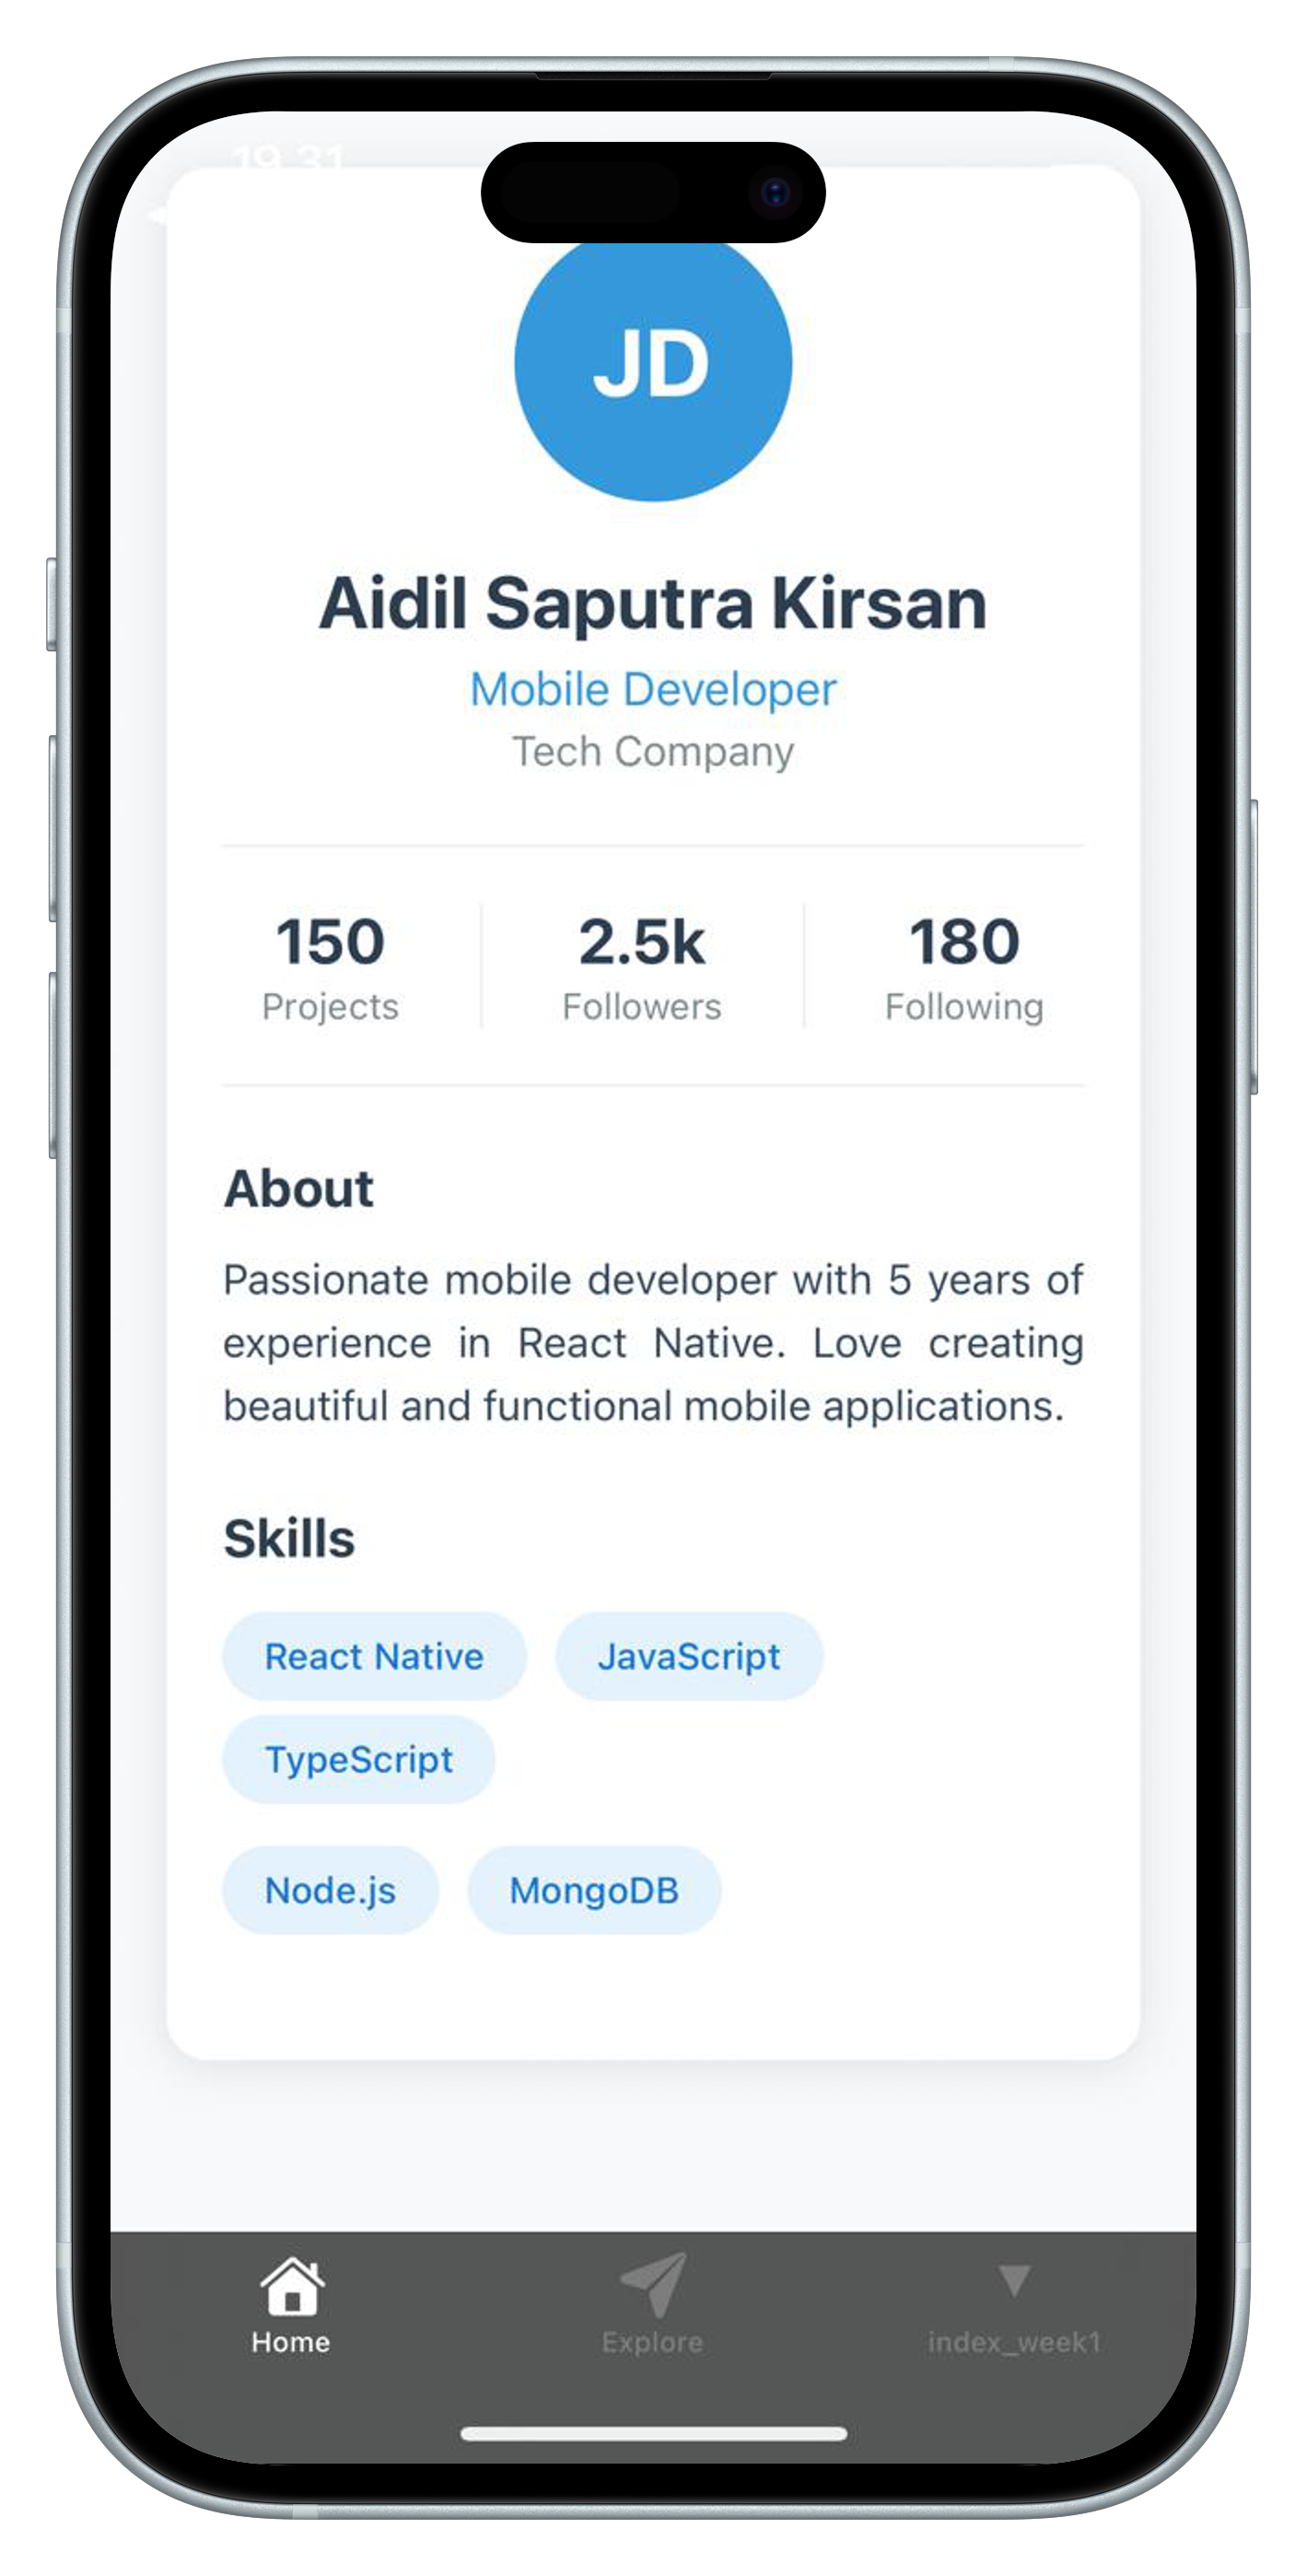 19:31
JD
Aidil Saputra Kirsan
Mobile Developer
Tech Company
150 2.5k 180
Projects Followers Following
About
Passionate mobile developer with 5 years of
experience in React Native. Love creating
beautiful and functional mobile applications.
Skills
React Native JavaScript
TypeScript
Node.js MongoDB
Home Explore index_week1